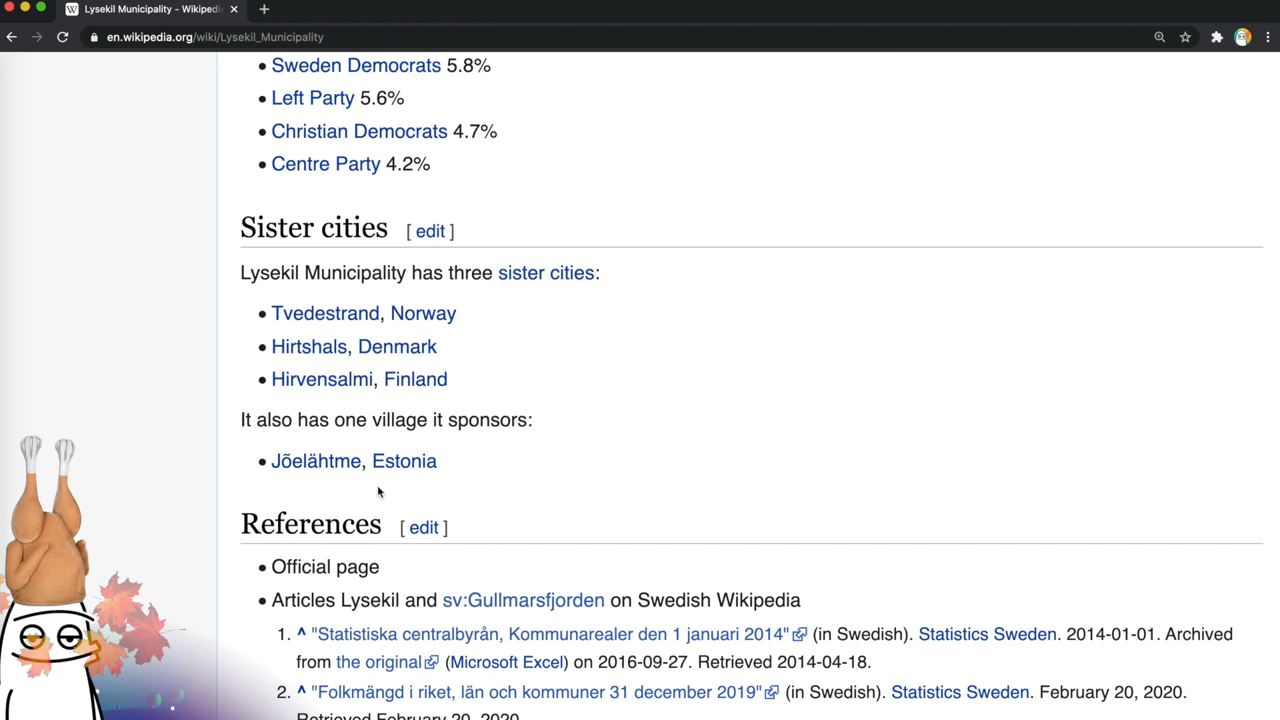 Lysekil Municipality - Wikipedi
en.wikipedia.org/wiki/Lysekil_Municipality
• Sweden Democrats 5.8%
• Left Party 5.6%
• Christian Democrats 4.7%
• Centre Party 4.2%
Sister cities [ edit ]
Lysekil Municipality has three sister cities:
• Tvedestrand, Norway
• Hirtshals, Denmark
• Hirvensalmi, Finland
It also has one village it sponsors:
• Jõelähtme, Estonia
References [ edit ]
• Official page
• Articles Lysekil and sv:Gullmarsfjorden on Swedish Wikipedia
1. ^ "Statistiska centralbyrån, Kommunarealer den 1 januari 2014" (in Swedish). Statistics Sweden. 2014-01-01. Archived
from the original (Microsoft Excel) on 2016-09-27. Retrieved 2014-04-18.
2. ^ "Folkmängd i riket, län och kommuner 31 december 2019" (in Swedish). Statistics Sweden. February 20, 2020.
Retrieved February 20, 2020.